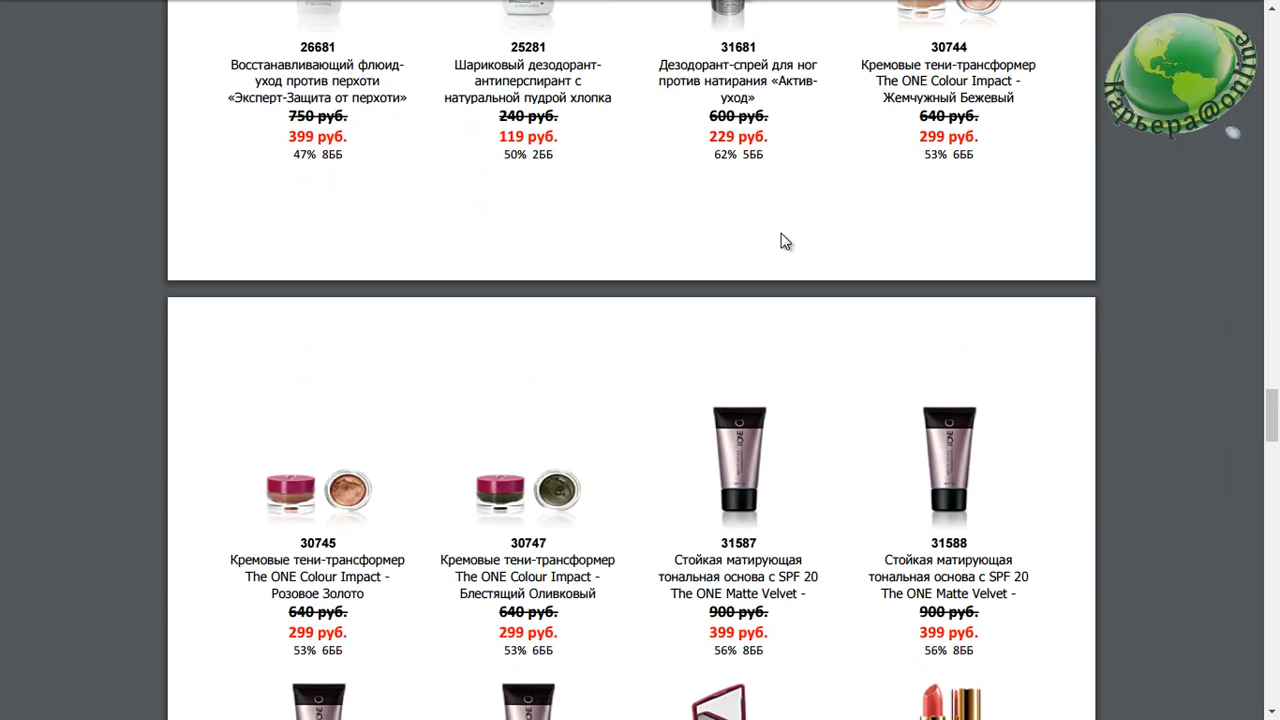 26681
Восстанавливающий флюид-
уход против перхоти
«Эксперт-Защита от перхоти»
750 руб.
399 руб.
47% 8ББ
25281
Шариковый дезодорант-
антиперспирант с
натуральной пудрой хлопка
240 руб.
119 руб.
50% 2ББ
31681
Дезодорант-спрей для ног
против натирания «Актив-
уход»
600 руб.
229 руб.
62% 5ББ
30744
Кремовые тени-трансформер
The ONE Colour Impact -
Жемчужный Бежевый
640 руб.
299 руб.
53% 6ББ
Карьера@online
30745
Кремовые тени-трансформер
The ONE Colour Impact -
Розовое Золото
640 руб.
299 руб.
53% 6ББ
30747
Кремовые тени-трансформер
The ONE Colour Impact -
Блестящий Оливковый
640 руб.
299 руб.
53% 6ББ
31587
Стойкая матирующая
тональная основа с SPF 20
The ONE Matte Velvet -
900 руб.
399 руб.
56% 8ББ
31588
Стойкая матирующая
тональная основа с SPF 20
The ONE Matte Velvet -
900 руб.
399 руб.
56% 8ББ